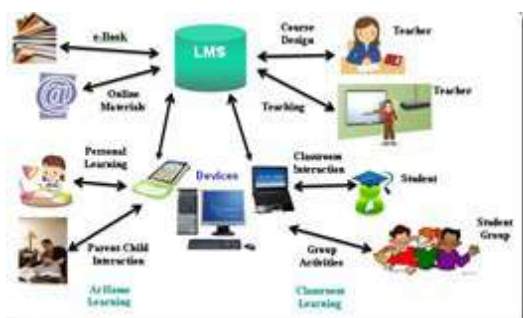 e-Book
LMS
Course
Design
Teacher
Online
Materials
Teaching
Teacher
Personal
Learning
Devices
Classroom
Interaction
Student
Parent Child
Interaction
Group
Activities
Student
Group
At Home
Learning
Classroom
Learning